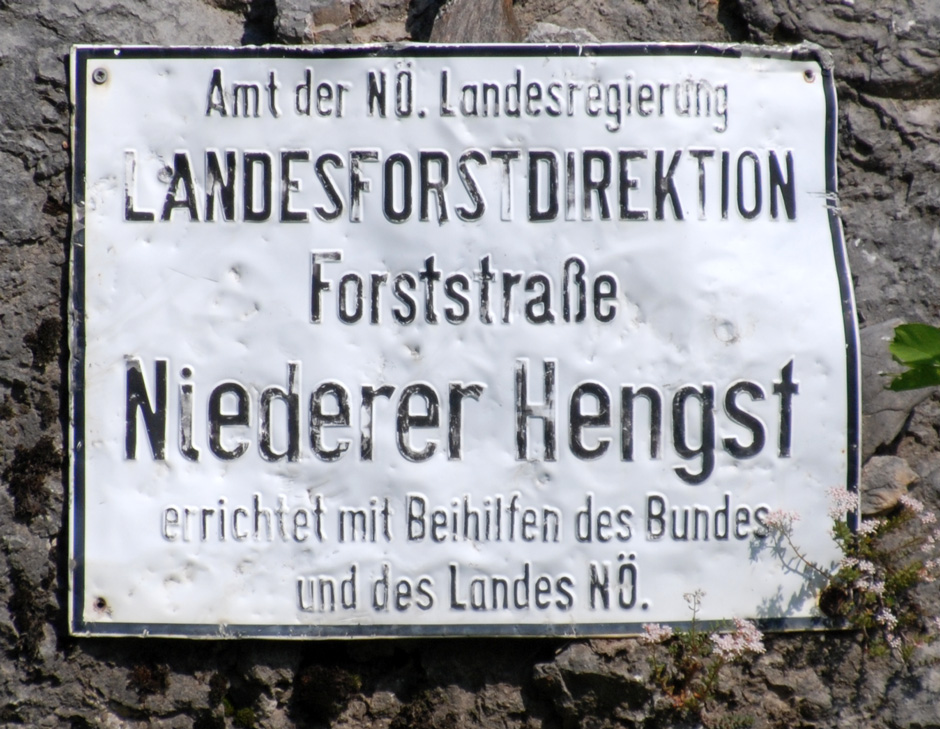 Amt der NÖ. Landesregierung
LANDESFORSTDIREKTION
Forststraße
Niederer Hengst
errichtet mit Beihilfen des Bundes
und des Landes NÖ.